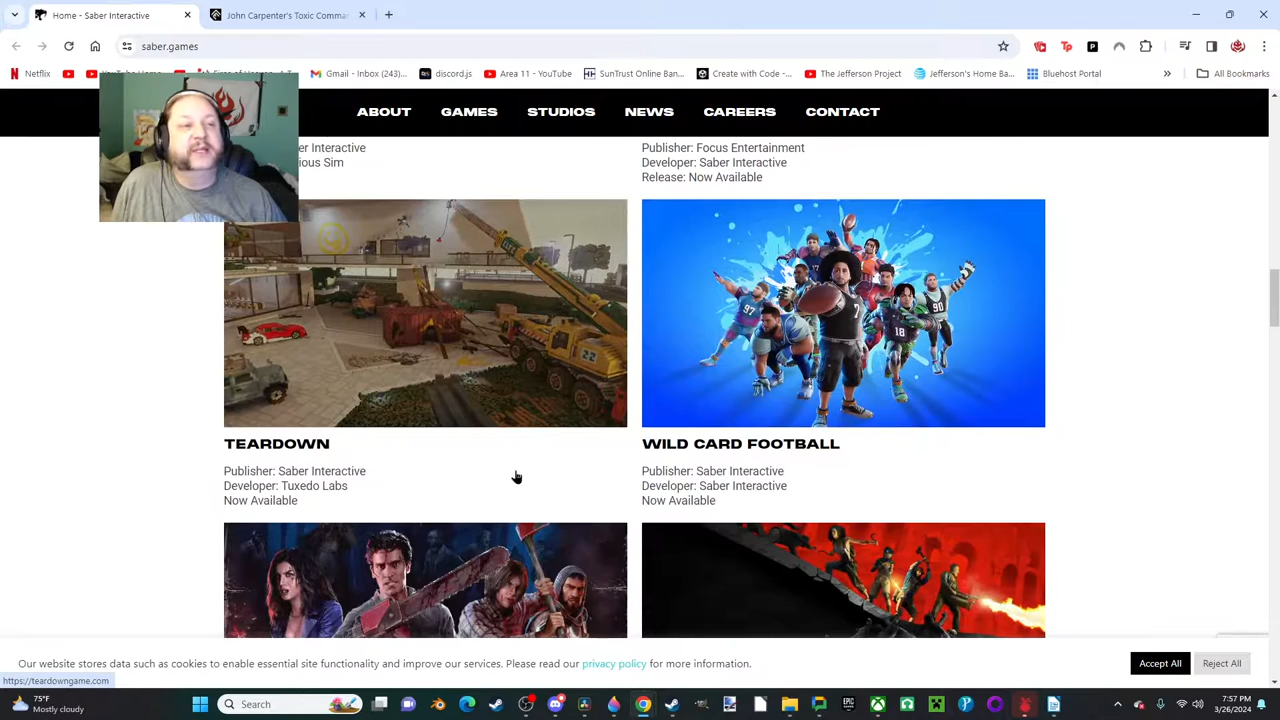 Home - Saber Interactive
John Carpenter's Toxic Comma
saber.games
Netflix
YouTube Home
Gmail - Inbox (243)...
discord.js
Area 11 - YouTube
SunTrust Online Ban...
Create with Code -...
The Jefferson Project
Jefferson's Home Ba...
Bluehost Portal
All Bookmarks
ABOUT GAMES STUDIOS NEWS CAREERS CONTACT
er Interactive
ious Sim
Publisher: Focus Entertainment
Developer: Saber Interactive
Release: Now Available
TEARDOWN
Publisher: Saber Interactive
Developer: Tuxedo Labs
Now Available
WILD CARD FOOTBALL
Publisher: Saber Interactive
Developer: Saber Interactive
Now Available
Our website stores data such as cookies to enable essential site functionality and improve our services. Please read our privacy policy for more information.
Accept All
Reject All
https://teardowngame.com
75°F
Mostly cloudy
Search
7:57 PM
3/26/2024